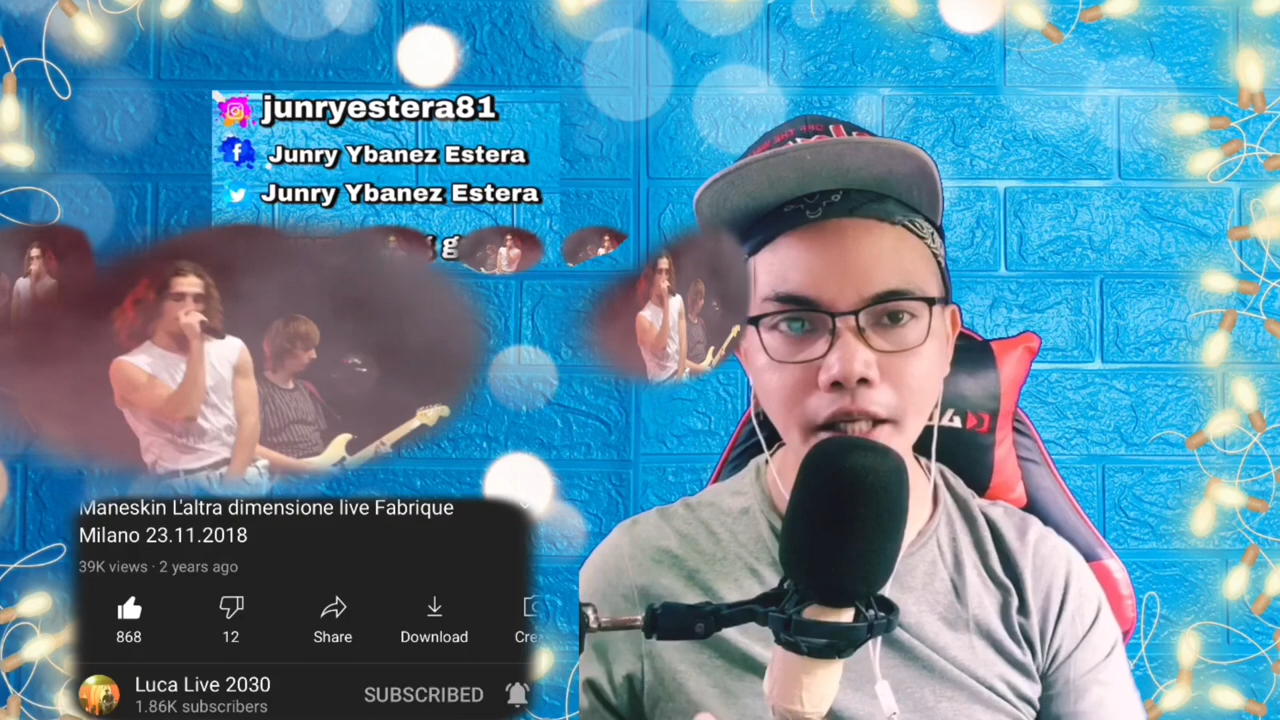 junryestera81
Junry Ybanez Estera
Junry Ybanez Estera
g
Maneskin L'altra dimensione live Fabrique
Milano 23.11.2018
39K views · 2 years ago
868
12
Share
Download
Cre
Luca Live 2030
1.86K subscribers
SUBSCRIBED